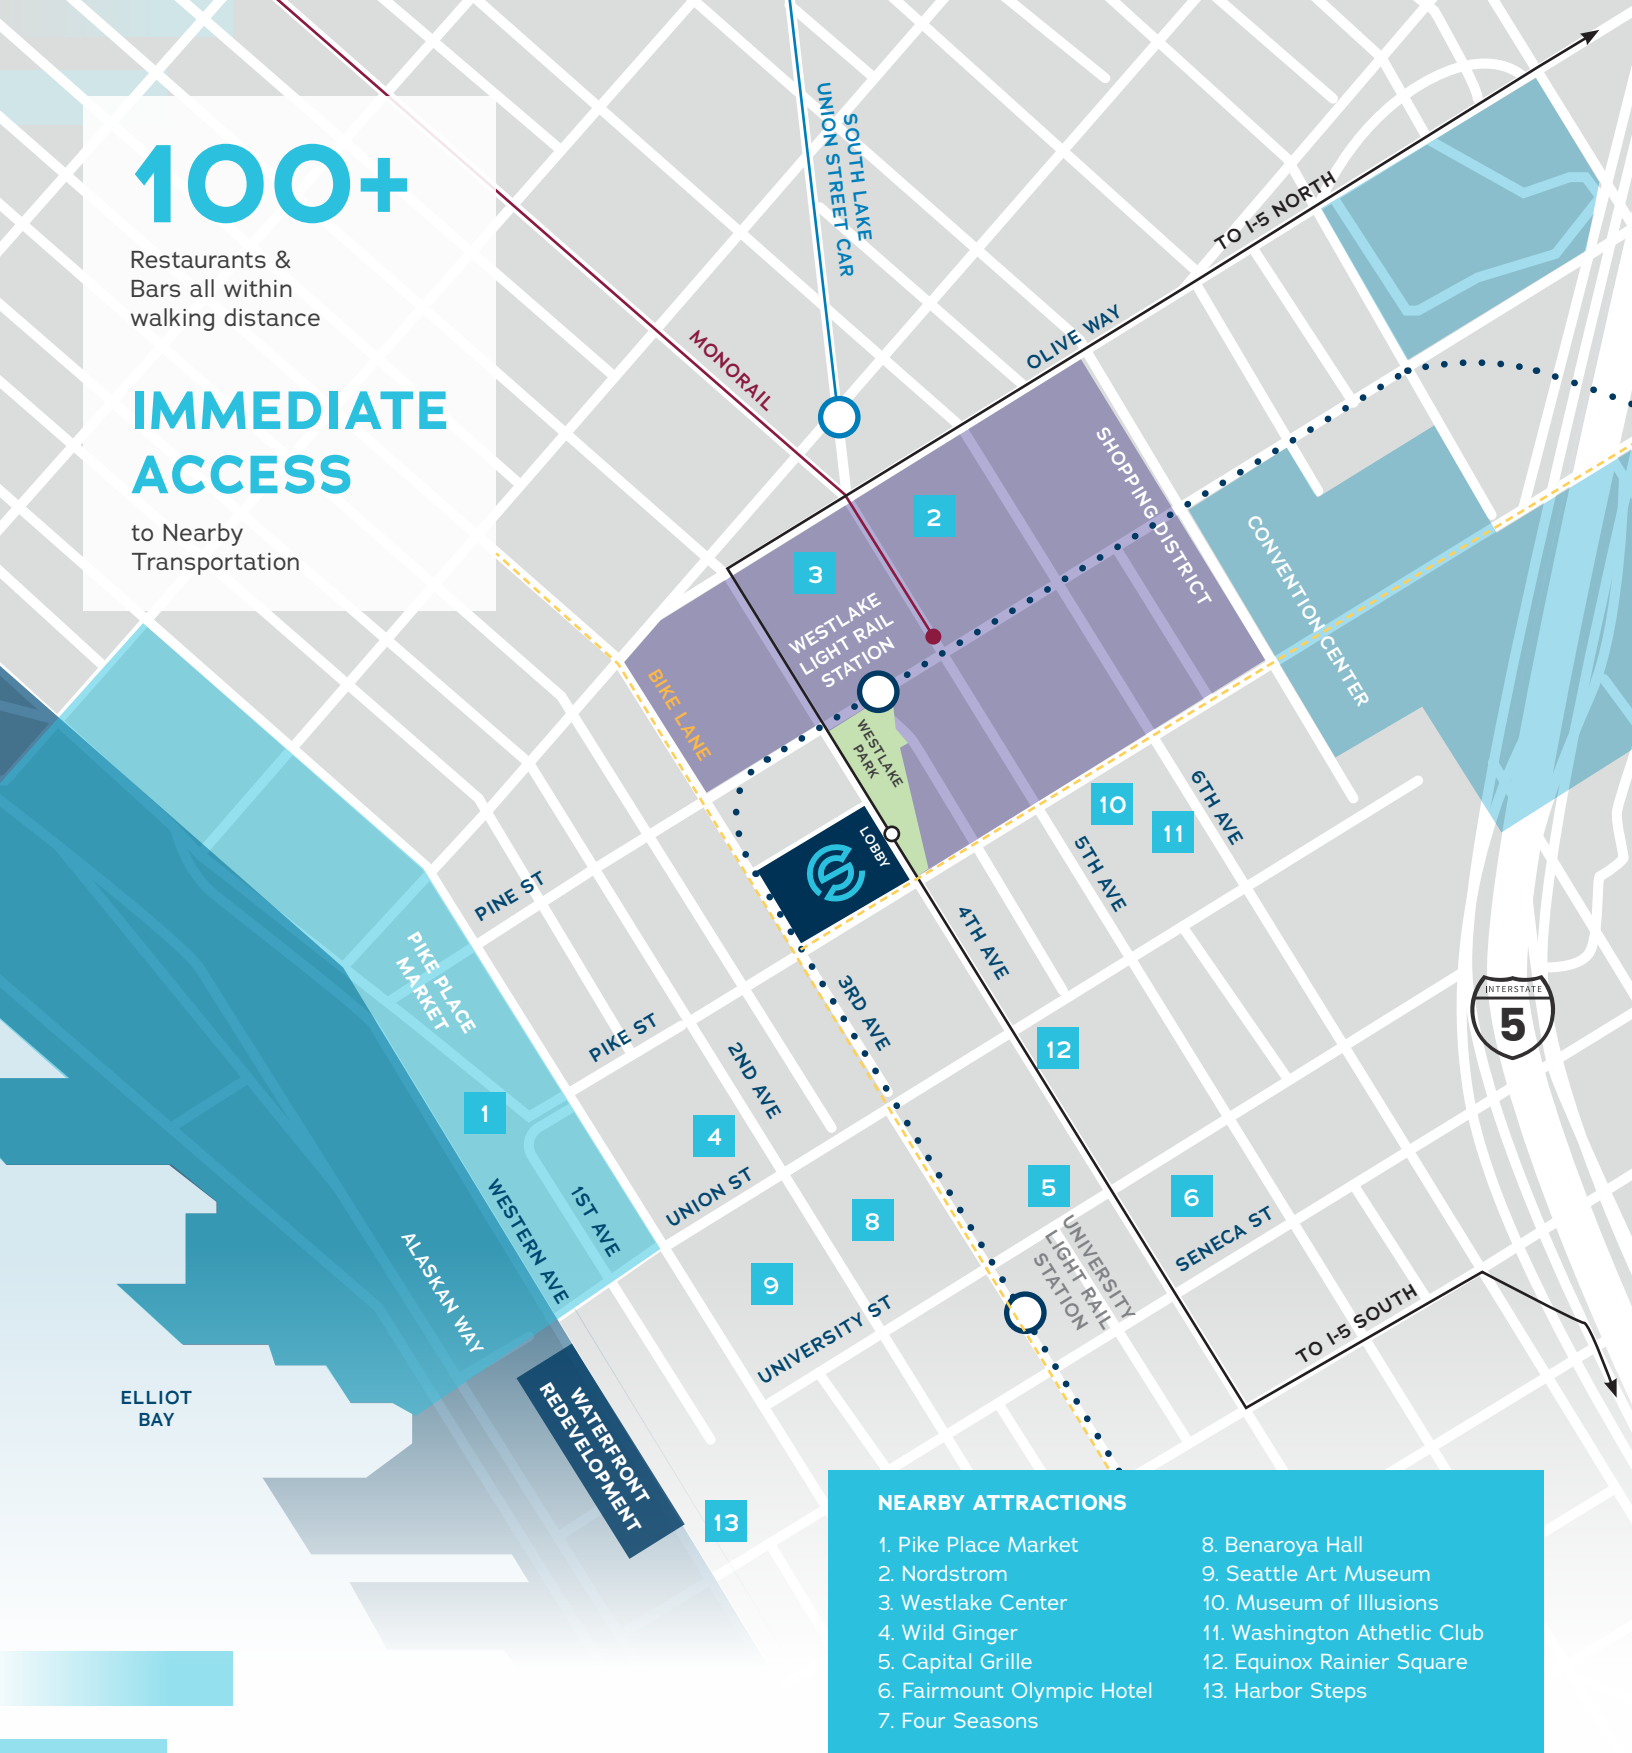 100+
Restaurants &
Bars all within
walking distance
IMMEDIATE
ACCESS
to Nearby
Transportation
SOUTH LAKE
UNION STREET CAR
MONORAIL
TO I-5 NORTH
OLIVE WAY
SHOPPING DISTRICT
CONVENTION CENTER
2
3
WESTLAKE
LIGHT RAIL
STATION
BIKE LANE
WESTLAKE
PARK
LOBBY
10
11
6TH AVE
5TH AVE
4TH AVE
3RD AVE
2ND AVE
PINE ST
PIKE PLACE
MARKET
PIKE ST
INTERSTATE
5
12
1
4
UNION ST
WESTERN AVE
1ST AVE
ALASKAN WAY
8
5
6
SENECA ST
UNIVERSITY
LIGHT RAIL
STATION
9
UNIVERSITY ST
TO I-5 SOUTH
ELLIOT
BAY
WATERFRONT
REDEVELOPMENT
13
NEARBY ATTRACTIONS
1. Pike Place Market
2. Nordstrom
3. Westlake Center
4. Wild Ginger
5. Capital Grille
6. Fairmount Olympic Hotel
7. Four Seasons
8. Benaroya Hall
9. Seattle Art Museum
10. Museum of Illusions
11. Washington Athetlic Club
12. Equinox Rainier Square
13. Harbor Steps